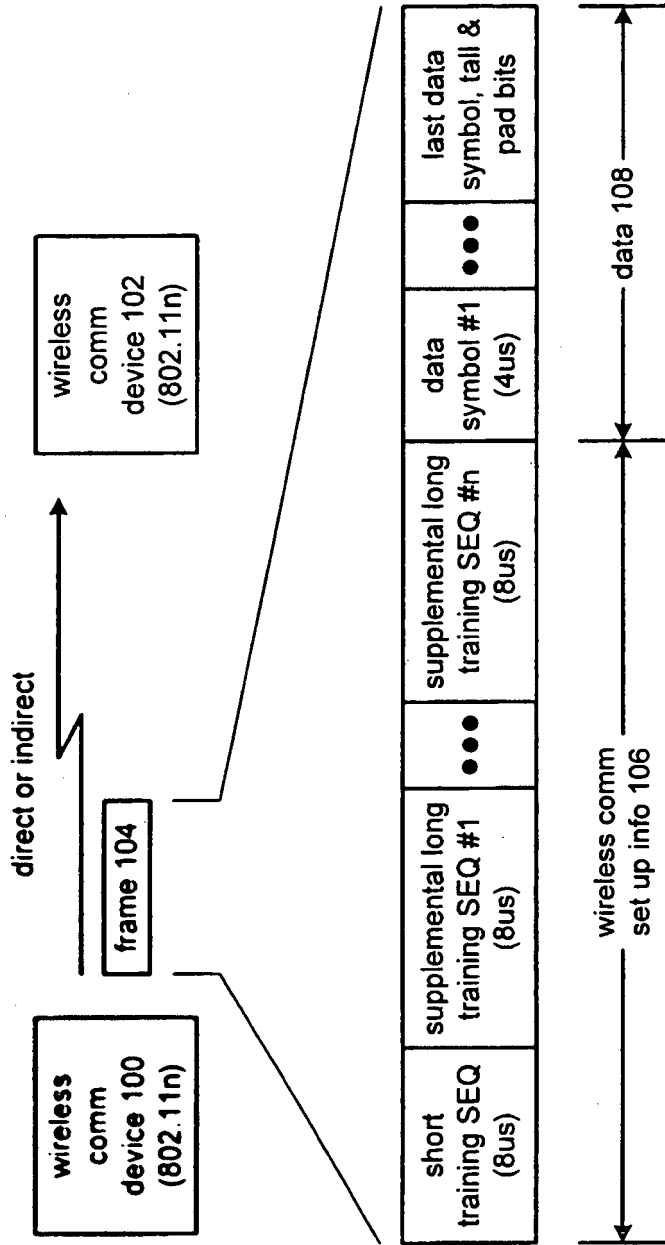 wireless
comm
device 100
(802.11n)
direct or indirect
frame 104
wireless
comm
device 102
(802.11n)
short
training SEQ
(8us)
supplemental long
training SEQ #1
(8us)
●●●
supplemental long
training SEQ #n
(8us)
data
symbol #1
(4us)
●●●
last data
symbol, tall &
pad bits
wireless comm
set up info 106
data 108